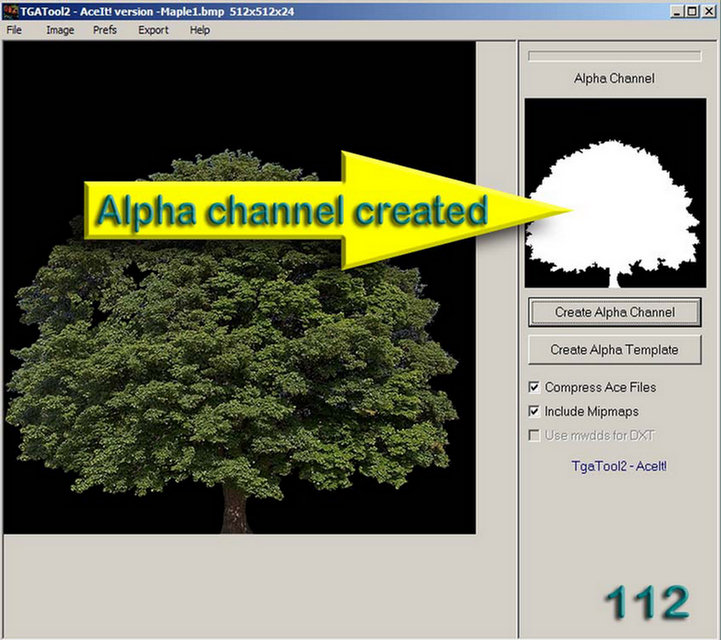 TGATool2 - AceIt! version -Maple1.bmp 512x512x24
File Image Prefs Export Help
Alpha Channel
Alpha channel created
Create Alpha Channel
Create Alpha Template
Compress Ace Files
Include Mipmaps
Use mwdds for DXT
TgaTool2 - AceIt!
112